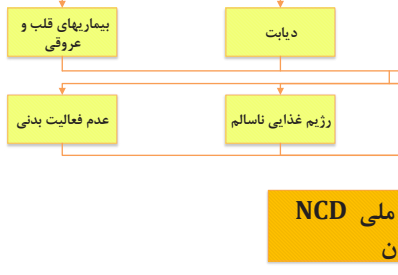 دیابت
بیماریهای قلب و
عروقی
رژیم غذایی ناسالم
عدم فعالیت بدنی
ملی NCD